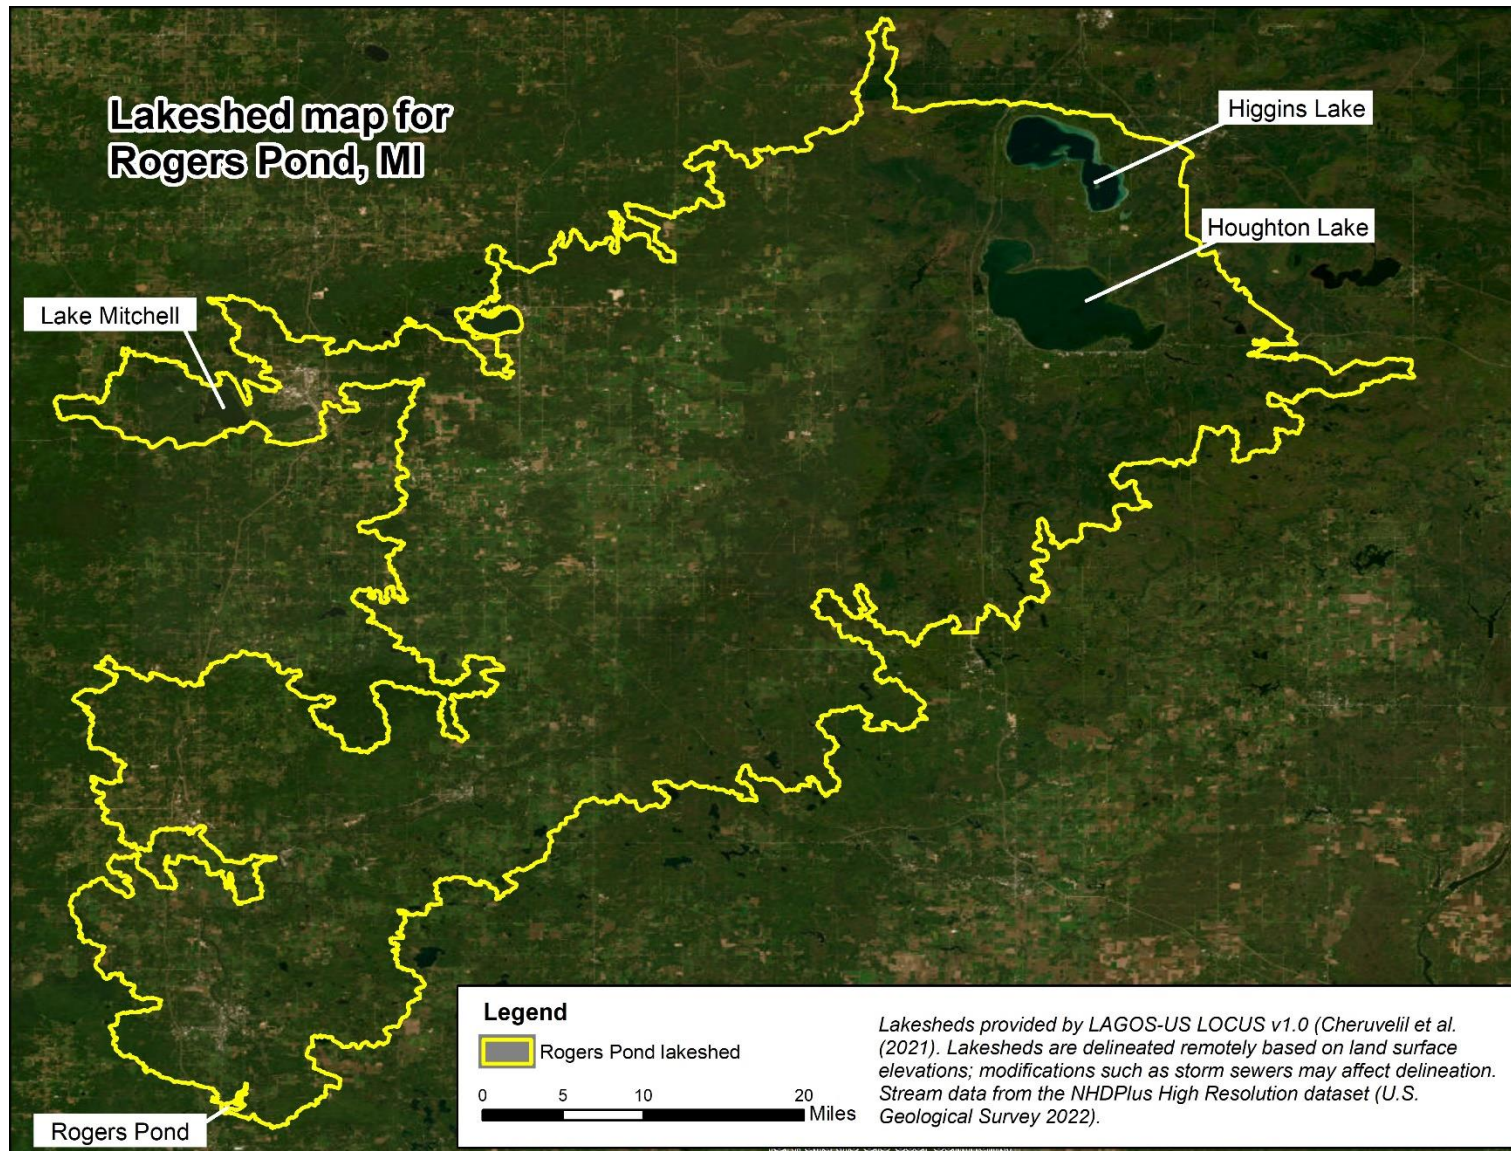 Lakeshed map for
Rogers Pond, MI
Higgins Lake
Houghton Lake
Lake Mitchell
Rogers Pond
Legend
Rogers Pond lakeshed
0 5 10 20
Miles
Lakesheds provided by LAGOS-US LOCUS v1.0 (Cheruvelil et al.
(2021). Lakesheds are delineated remotely based on land surface
elevations; modifications such as storm sewers may affect delineation.
Stream data from the NHDPlus High Resolution dataset (U.S.
Geological Survey 2022).